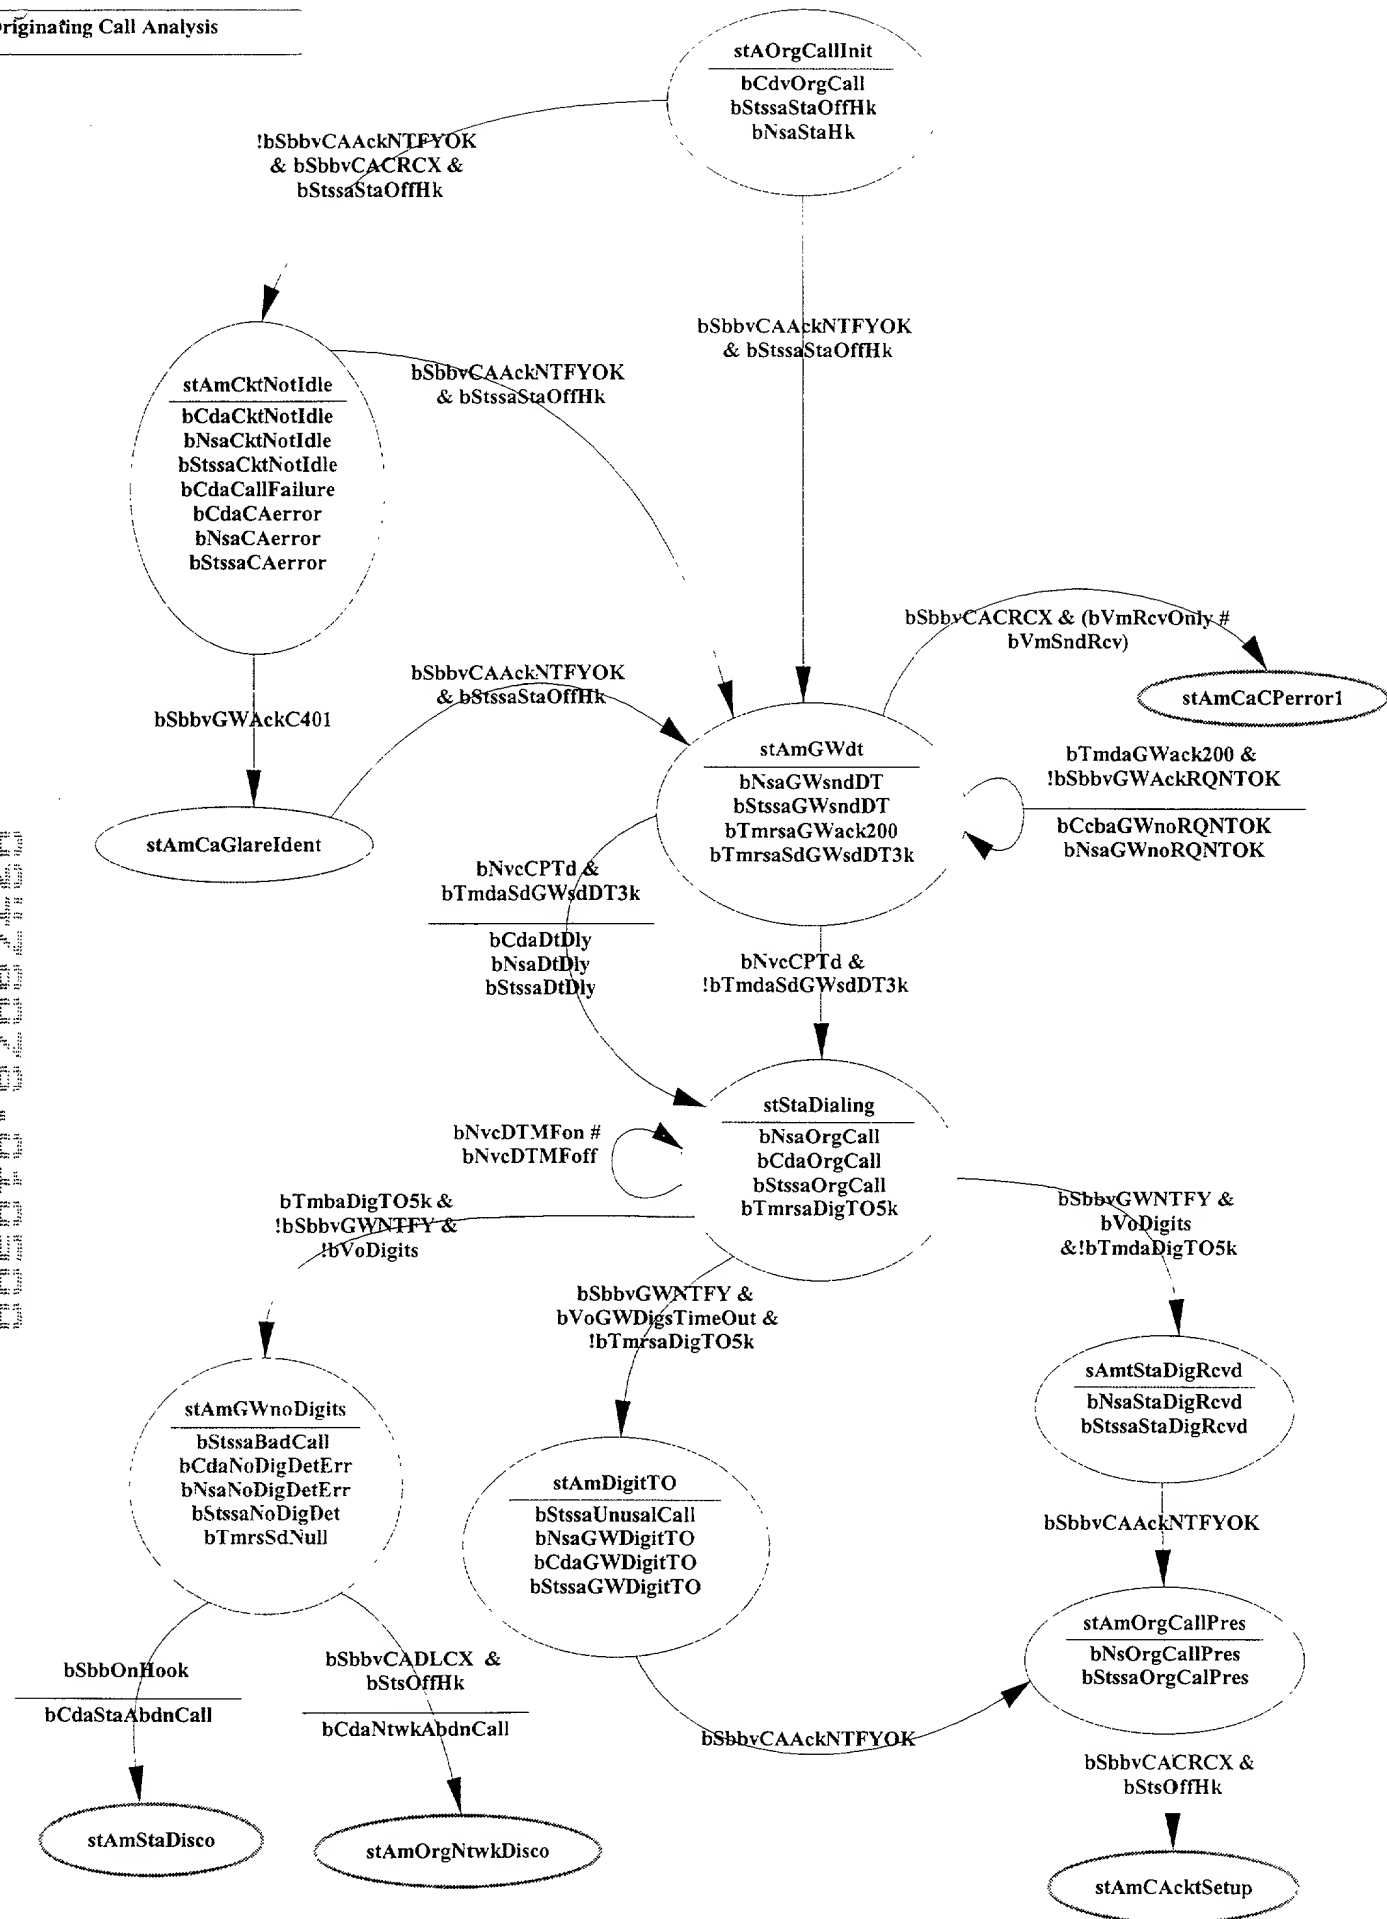 Originating Call Analysis
stAOrgCallInit
bCdvOrgCall
bStssaStaOffHk
bNsaStaHk
!bSbbvCAAckNTFYOK
& bSbbvCACRCX &
bStssaStaOffHk
bSbbvCAAckNTFYOK
& bStssaStaOffHk
stAmCktNotIdle
bCdaCktNotIdle
bNsaCktNotIdle
bStssaCktNotIdle
bCdaCallFailure
bCdaCAerror
bNsaCAerror
bStssaCAerror
bSbbvCAAckNTFYOK
& bStssaStaOffHk
bSbbvCACRCX & (bVmRcvOnly #
bVmSndRcv)
stAmCaCPerror1
bSbbvCAAckNTFYOK
& bStssaStaOffHk
bSbbvGWAckC401
stAmCaGlareIdent
stAmGWdt
bNsaGWsndDT
bStssaGWsndDT
bTmrsaGWack200
bTmrsaSdGWsdDT3k
bTmdaGWack200 &
!bSbbvGWAckRQNTOK
bCcbaGWnoRQNTOK
bNsaGWnoRQNTOK
bNvcCPTd &
bTmdaSdGWsdDT3k
bCdaDtDly
bNsaDtDly
bStssaDtDly
bNvcCPTd &
!bTmdaSdGWsdDT3k
stStaDialing
bNsaOrgCall
bCdaOrgCall
bStssaOrgCall
bTmrsaDigTO5k
bNvcDTMFon #
bNvcDTMFoff
bTmbaDigTO5k &
!bSbbvGWNTFY &
!bVoDigits
bSbbvGWNTFY &
bVoDigits
&!bTmdaDigTO5k
bSbbvGWNTFY &
bVoGWDigsTimeOut &
!bTmrsaDigTO5k
sAmtStaDigRcvd
bNsaStaDigRcvd
bStssaStaDigRcvd
stAmGWnoDigits
bStssaBadCall
bCdaNoDigDetErr
bNsaNoDigDetErr
bStssaNoDigDet
bTmrsSdNull
stAmDigitTO
bStssaUnusalCall
bNsaGWDigitTO
bCdaGWDigitTO
bStssaGWDigitTO
bSbbvCAAckNTFYOK
stAmOrgCallPres
bNsOrgCallPres
bStssaOrgCalPres
bSbbOnHook
bCdaStaAbdnCall
bSbbvCADLCX &
bStsOffHk
bCdaNtwkAbdnCall
bSbbvCAAckNTFYOK
bSbbvCACRCX &
bStsOffHk
stAmStaDisco
stAmOrgNtwkDisco
stAmCAcktSetup